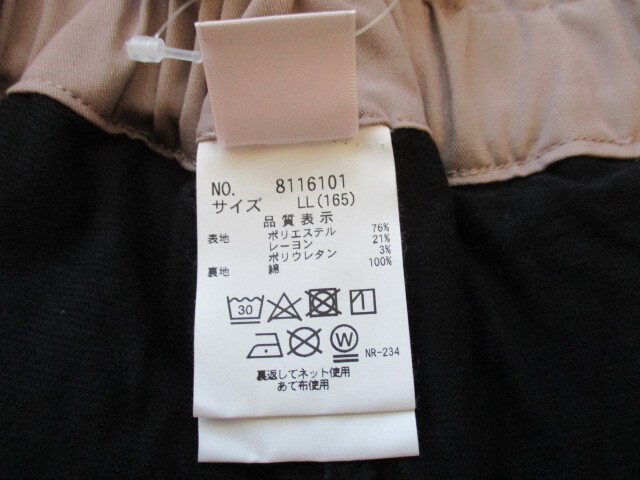 NO. 8116101
サイズ LL(165)
品質表示
表地 ポリエステル 76%
レーヨン 21%
ポリウレタン 3%
裏地 綿 100%
30
W NR-234
裏返してネット使用
あて布使用